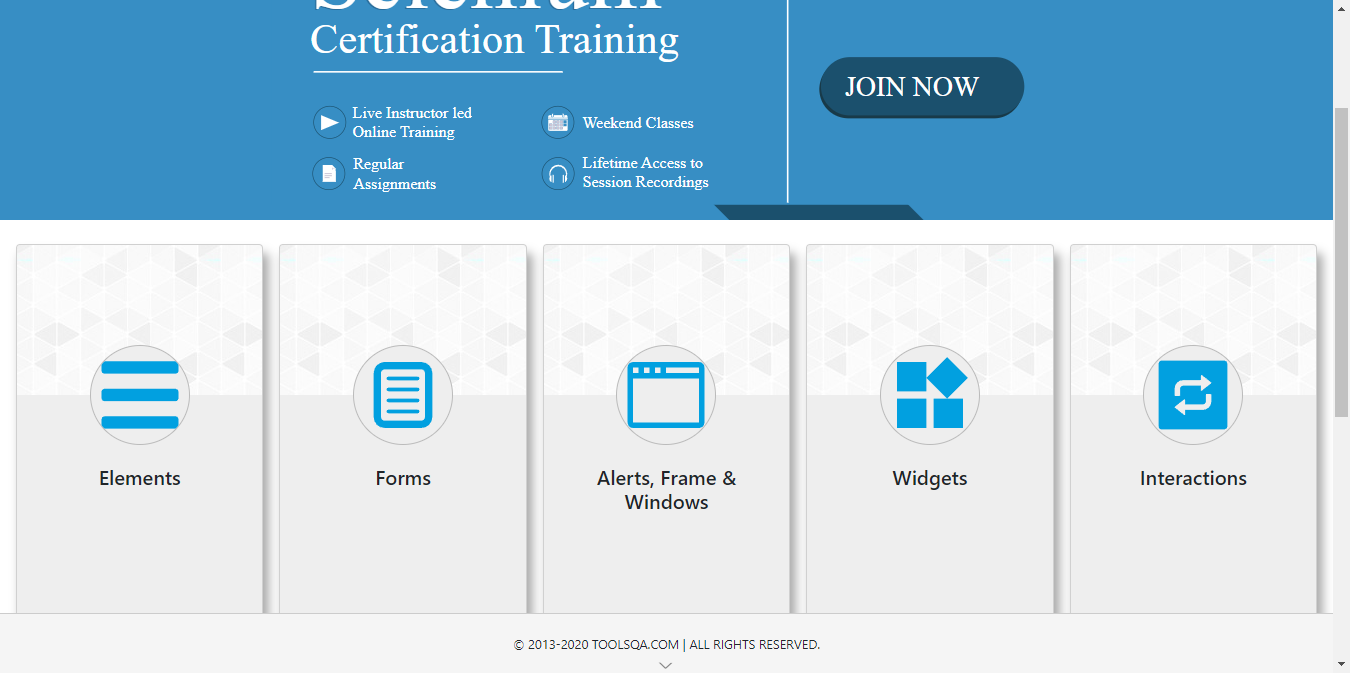 Selenium
Certification Training
JOIN NOW
Live Instructor led
Online Training
Weekend Classes
Regular
Assignments
Lifetime Access to
Session Recordings
Elements
Forms
Alerts, Frame &
Windows
Widgets
Interactions
© 2013-2020 TOOLSQA.COM | ALL RIGHTS RESERVED.